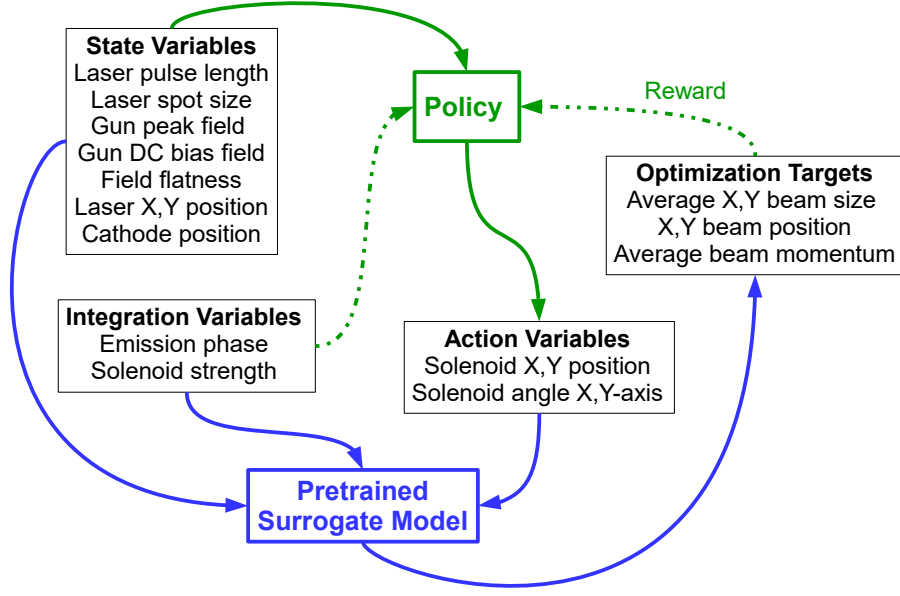 State Variables
Laser pulse length
Laser spot size
Gun peak field
Gun DC bias field
Field flatness
Laser X,Y position
Cathode position
Policy
Reward
Optimization Targets
Average X,Y beam size
X,Y beam position
Average beam momentum
Integration Variables
Emission phase
Solenoid strength
Action Variables
Solenoid X,Y position
Solenoid angle X,Y-axis
Pretrained
Surrogate Model